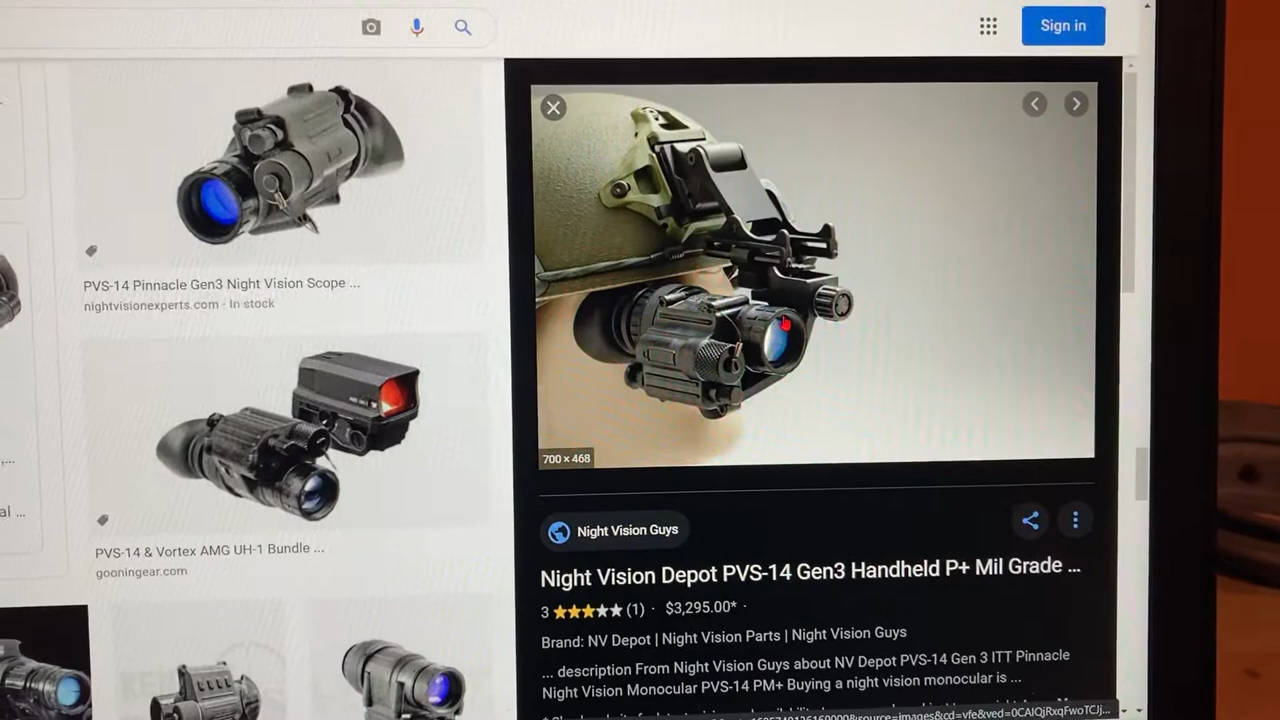 Sign in
PVS-14 Pinnacle Gen3 Night Vision Scope ...
nightvisionexperts.com · In stock
PVS-14 & Vortex AMG UH-1 Bundle ...
gooningear.com
al ...
700 × 468
Night Vision Guys
Night Vision Depot PVS-14 Gen3 Handheld P+ Mil Grade ...
3 (1) · $3,295.00* ·
Brand: NV Depot | Night Vision Parts | Night Vision Guys
... description From Night Vision Guys about NV Depot PVS-14 Gen 3 ITT Pinnacle
Night Vision Monocular PVS-14 PM+ Buying a night vision monocular is ...